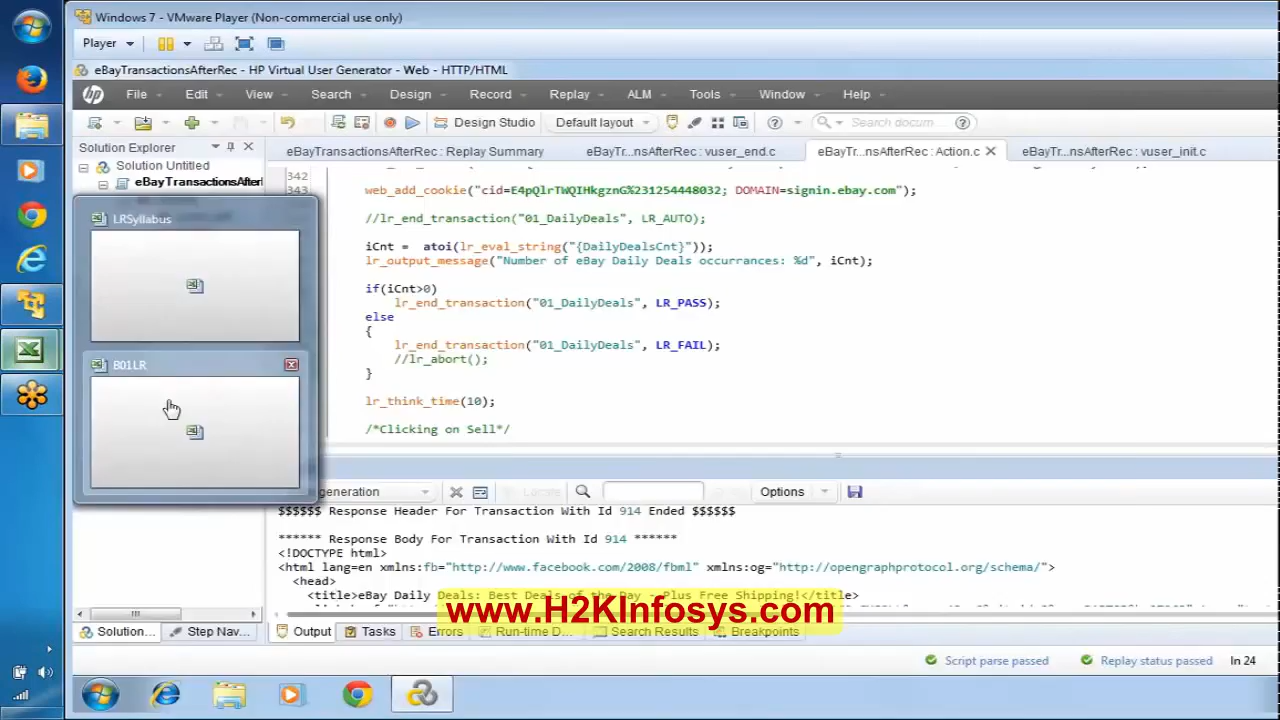 Windows 7 - VMware Player (Non-commercial use only)
Player
eBayTransactionsAfterRec - HP Virtual User Generator - Web - HTTP/HTML
hp File Edit View Search Design Record Replay ALM Tools Window Help
Design Studio Default layout Search docum
Solution Explorer
eBayTransactionsAfterRec : Replay Summary eBayTr...nsAfterRec : vuser_end.c eBayTr...nsAfterRec : Action.c eBayTr...nsAfterRec : vuser_init.c
Solution Untitled
eBayTransactionsAfterl
342
343 web_add_cookie("cid=E4pQlrTWQIHkgznG%231254448032; DOMAIN=signin.ebay.com");
//lr_end_transaction("01_DailyDeals", LR_AUTO);
iCnt = atoi(lr_eval_string("{DailyDealsCnt}"));
lr_output_message("Number of eBay Daily Deals occurrances: %d", iCnt);
if(iCnt>0)
lr_end_transaction("01_DailyDeals", LR_PASS);
else
{
lr_end_transaction("01_DailyDeals", LR_FAIL);
//lr_abort();
}
lr_think_time(10);
/*Clicking on Sell*/
LRSyllabus
B01LR
generation Locate Options
$$$$$$ Response Header For Transaction With Id 914 Ended $$$$$$
****** Response Body For Transaction With Id 914 ******
<!DOCTYPE html>
<html lang=en xmlns:fb="http://www.facebook.com/2008/fbml" xmlns:og="http://opengraphprotocol.org/schema/">
<head>
<title>eBay Daily Deals: Best Deals of the Day - Plus Free Shipping!</title>
www.H2KInfosys.com
Solution... Step Nav... Output Tasks Errors Run-time D... Search Results Breakpoints
Script parse passed Replay status passed ln 24